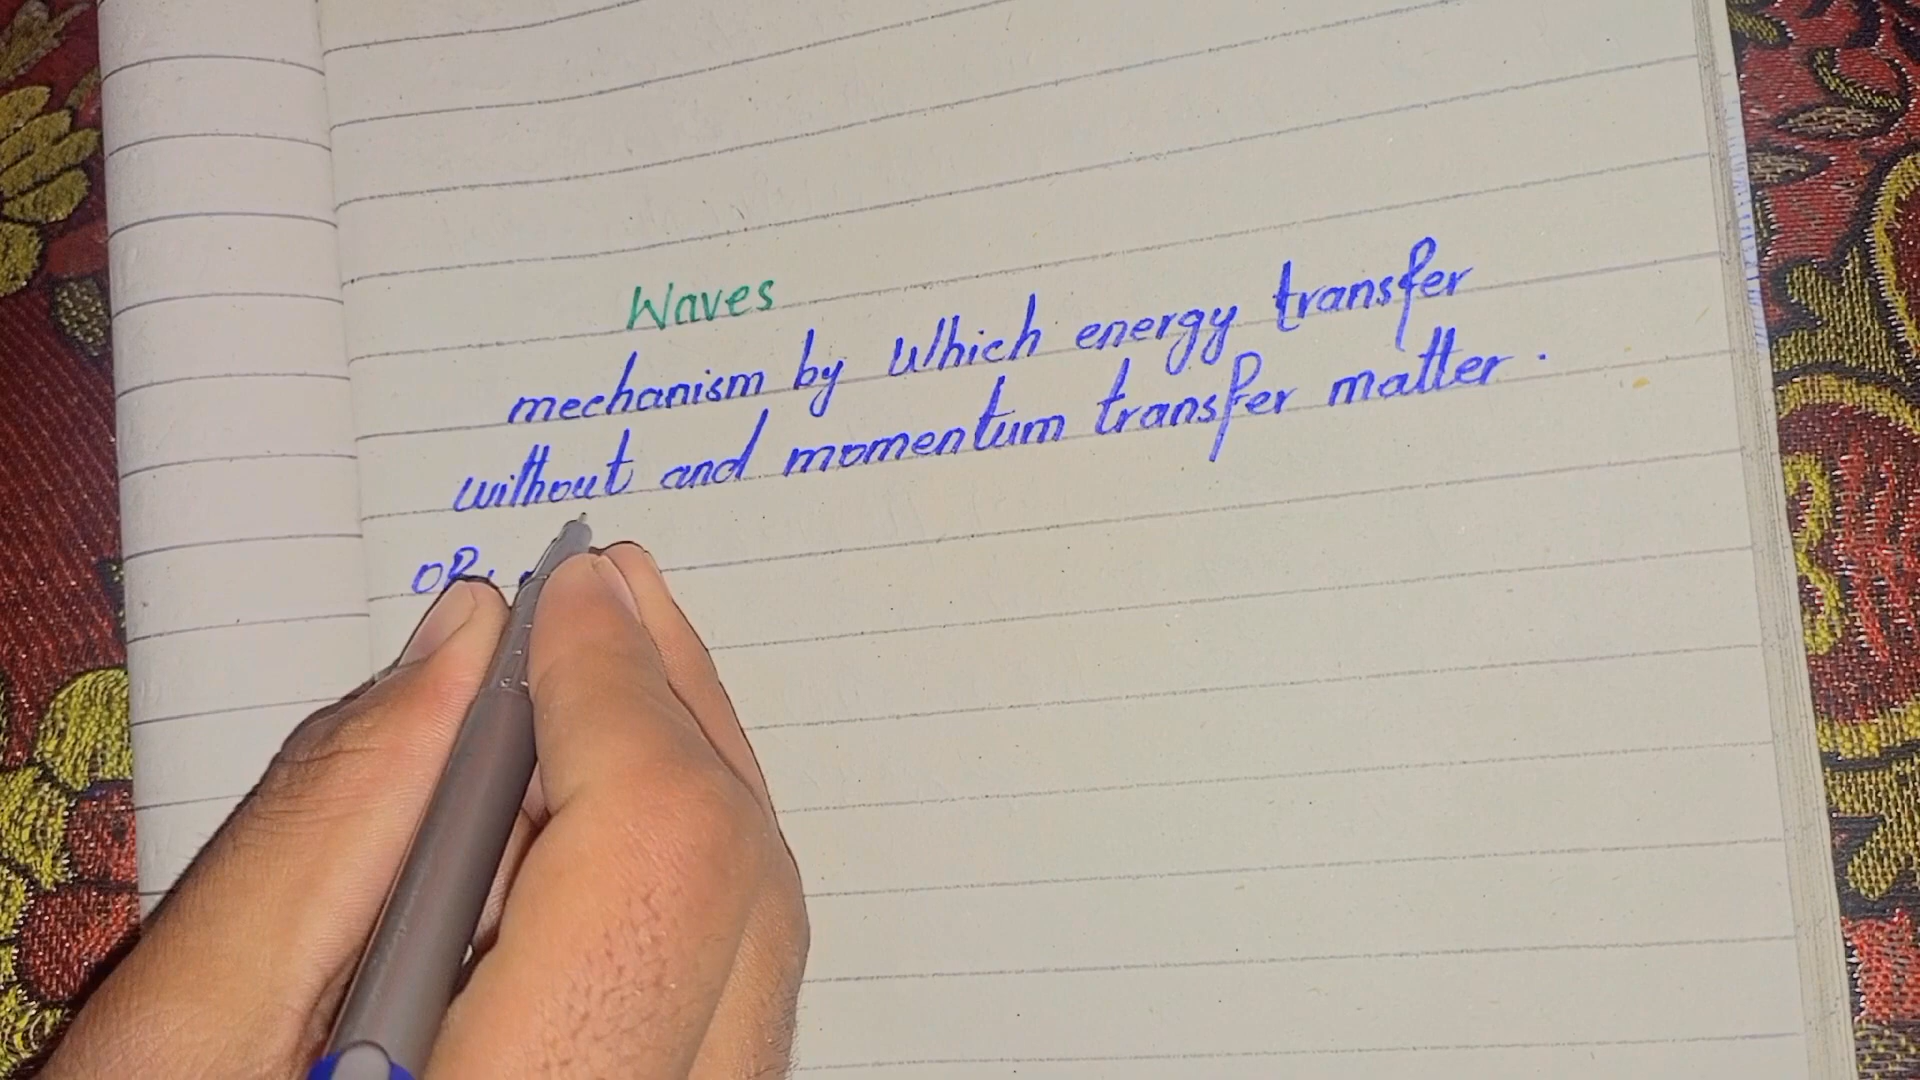 Waves
mechanism by which energy transfer
without and momentum transfer matter.
OR.